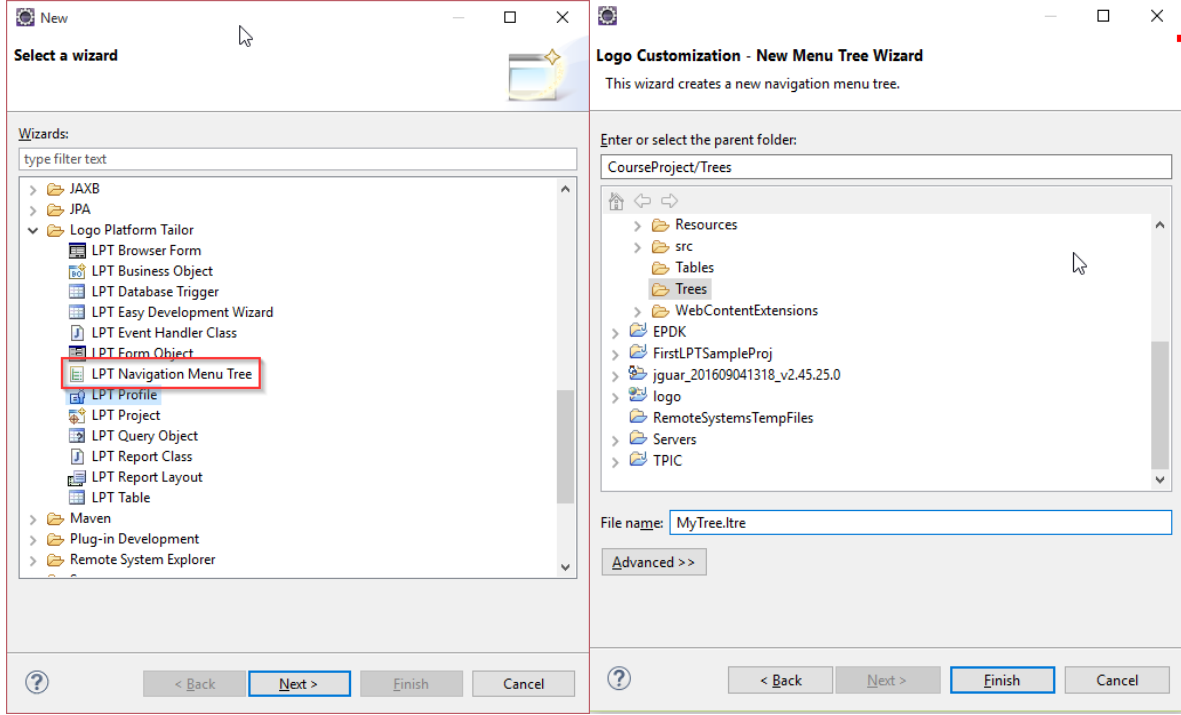 New
Select a wizard
Wizards:
type filter text
JAXB
JPA
Logo Platform Tailor
LPT Browser Form
LPT Business Object
LPT Database Trigger
LPT Easy Development Wizard
LPT Event Handler Class
LPT Form Object
LPT Navigation Menu Tree
LPT Profile
LPT Project
LPT Query Object
LPT Report Class
LPT Report Layout
LPT Table
Maven
Plug-in Development
Remote System Explorer
< Back
Next >
Finish
Cancel
Logo Customization - New Menu Tree Wizard
This wizard creates a new navigation menu tree.
Enter or select the parent folder:
CourseProject/Trees
Resources
src
Tables
Trees
WebContentExtensions
EPDK
FirstLPTSampleProj
jguar_201609041318_v2.45.25.0
logo
RemoteSystemsTempFiles
Servers
TPIC
File name: MyTree.ltre
Advanced >>
< Back
Next >
Finish
Cancel